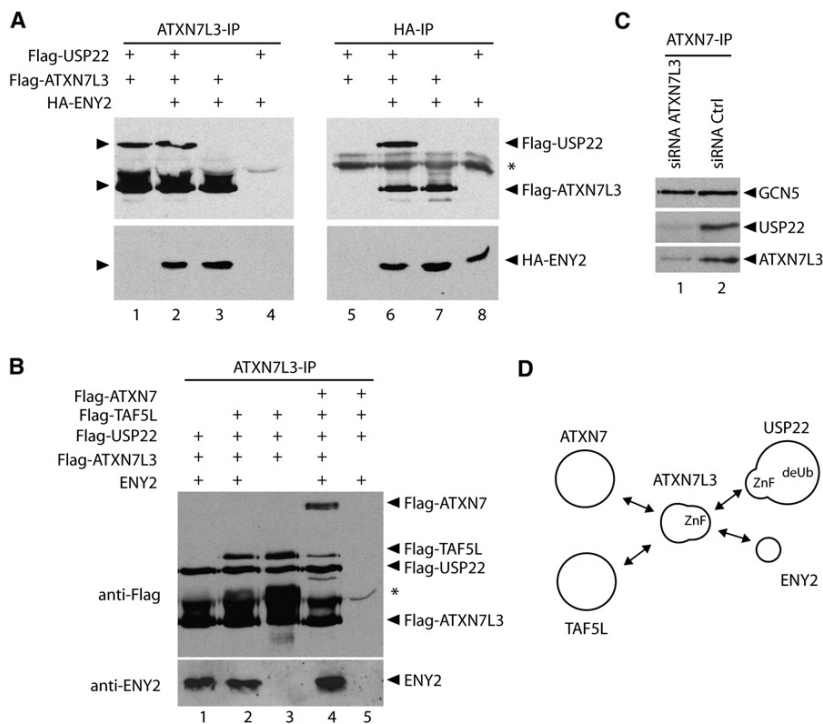 A
ATXN7L3-IP
HA-IP
Flag-USP22 + + + + + +
Flag-ATXN7L3 + + + + + +
HA-ENY2 + + + + + +
Flag-USP22
*
Flag-ATXN7L3
HA-ENY2
1 2 3 4 5 6 7 8
C
ATXN7-IP
siRNA ATXN7L3
siRNA Ctrl
GCN5
USP22
ATXN7L3
1 2
B
ATXN7L3-IP
Flag-ATXN7 + +
Flag-TAF5L + + + +
Flag-USP22 + + + + +
Flag-ATXN7L3 + + + +
ENY2 + + + +
Flag-ATXN7
Flag-TAF5L
Flag-USP22
anti-Flag
*
Flag-ATXN7L3
anti-ENY2
ENY2
1 2 3 4 5
D
ATXN7
USP22
ATXN7L3
ZnF
deUb
ZnF
TAF5L
ENY2